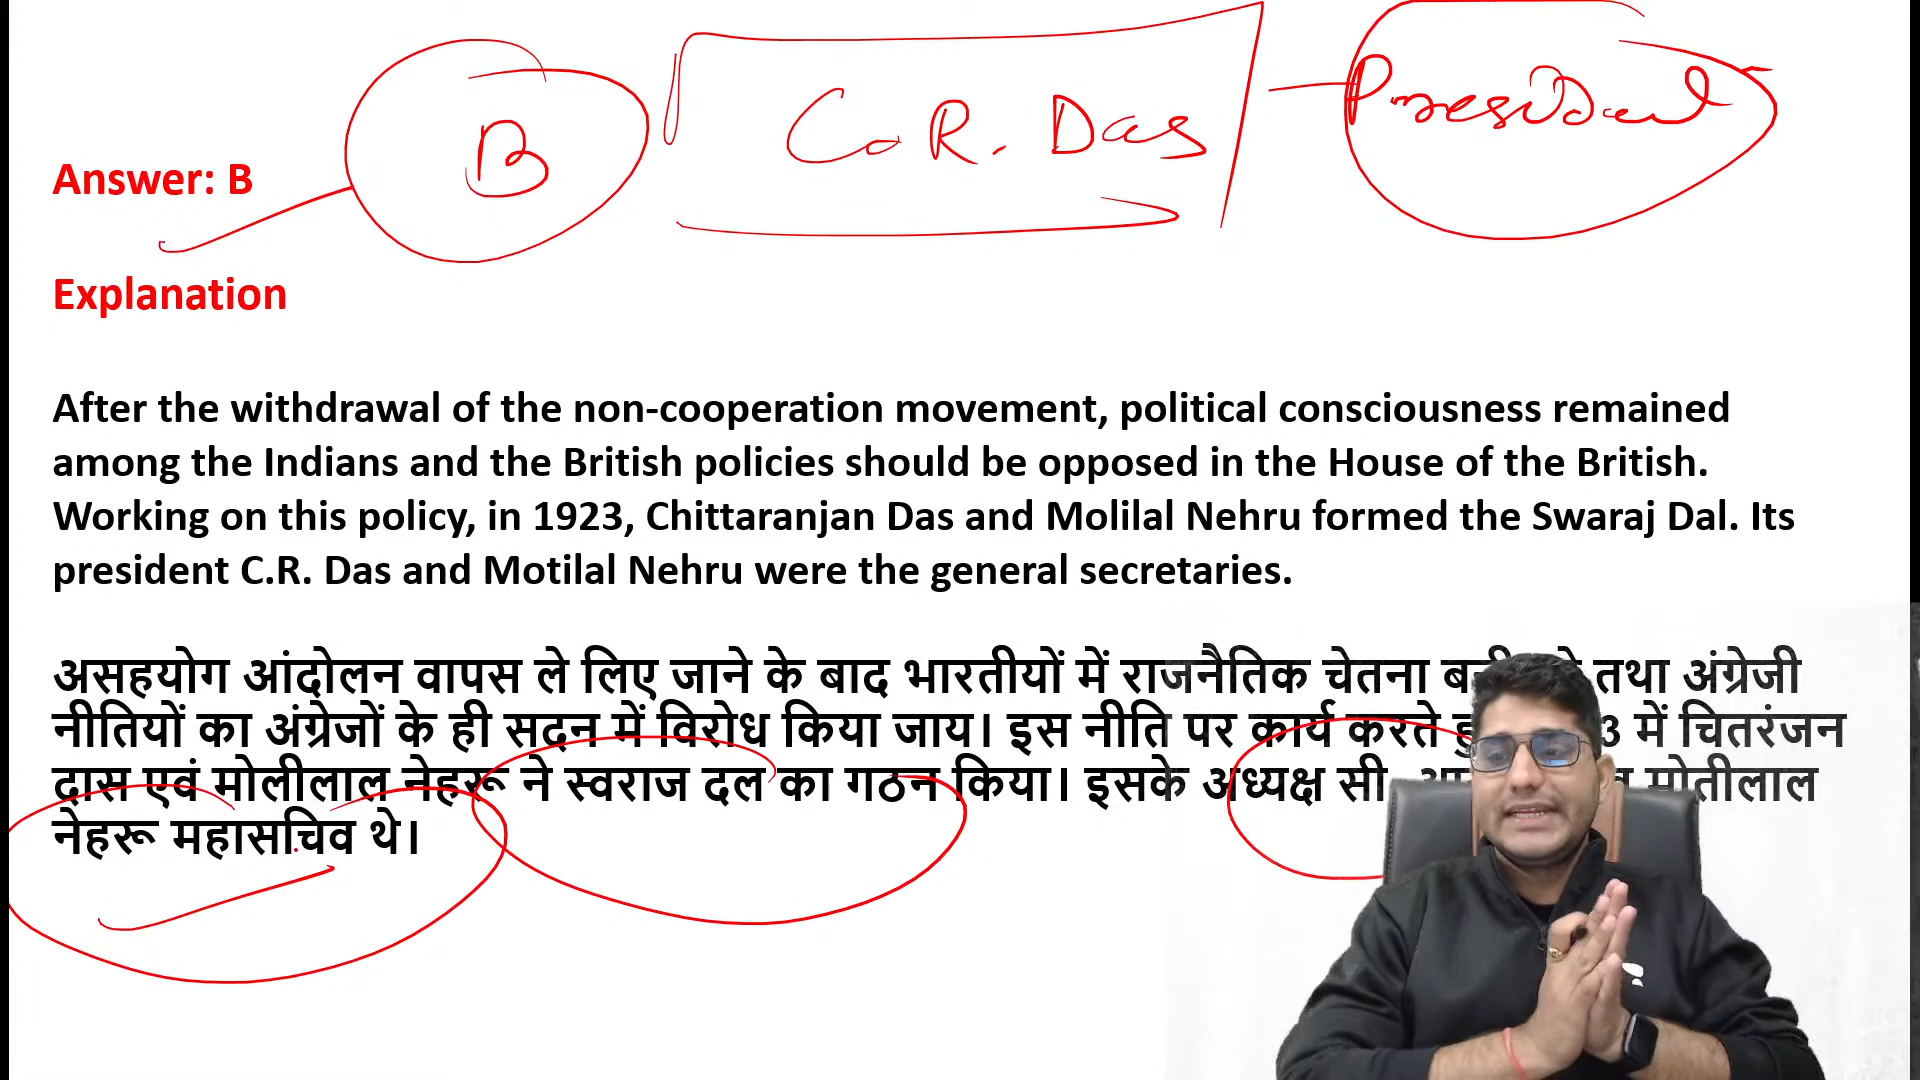 B
C.R. Das
President
Answer: B
Explanation
After the withdrawal of the non-cooperation movement, political consciousness remained
among the Indians and the British policies should be opposed in the House of the British.
Working on this policy, in 1923, Chittaranjan Das and Molilal Nehru formed the Swaraj Dal. Its
president C.R. Das and Motilal Nehru were the general secretaries.
असहयोग आंदोलन वापस ले लिए जाने के बाद भारतीयों में राजनैतिक चेतना तथा अंग्रेजी
नीतियों का अंग्रेजों के ही सदन में विरोध किया जाय। इस नीति पर कार्य करते 3 में चितरंजन
दास एवं मोलीलाल नेहरू ने स्वराज दल का गठन किया। इसके अध्यक्ष सी. मोतीलाल
नेहरू महासचिव थे।